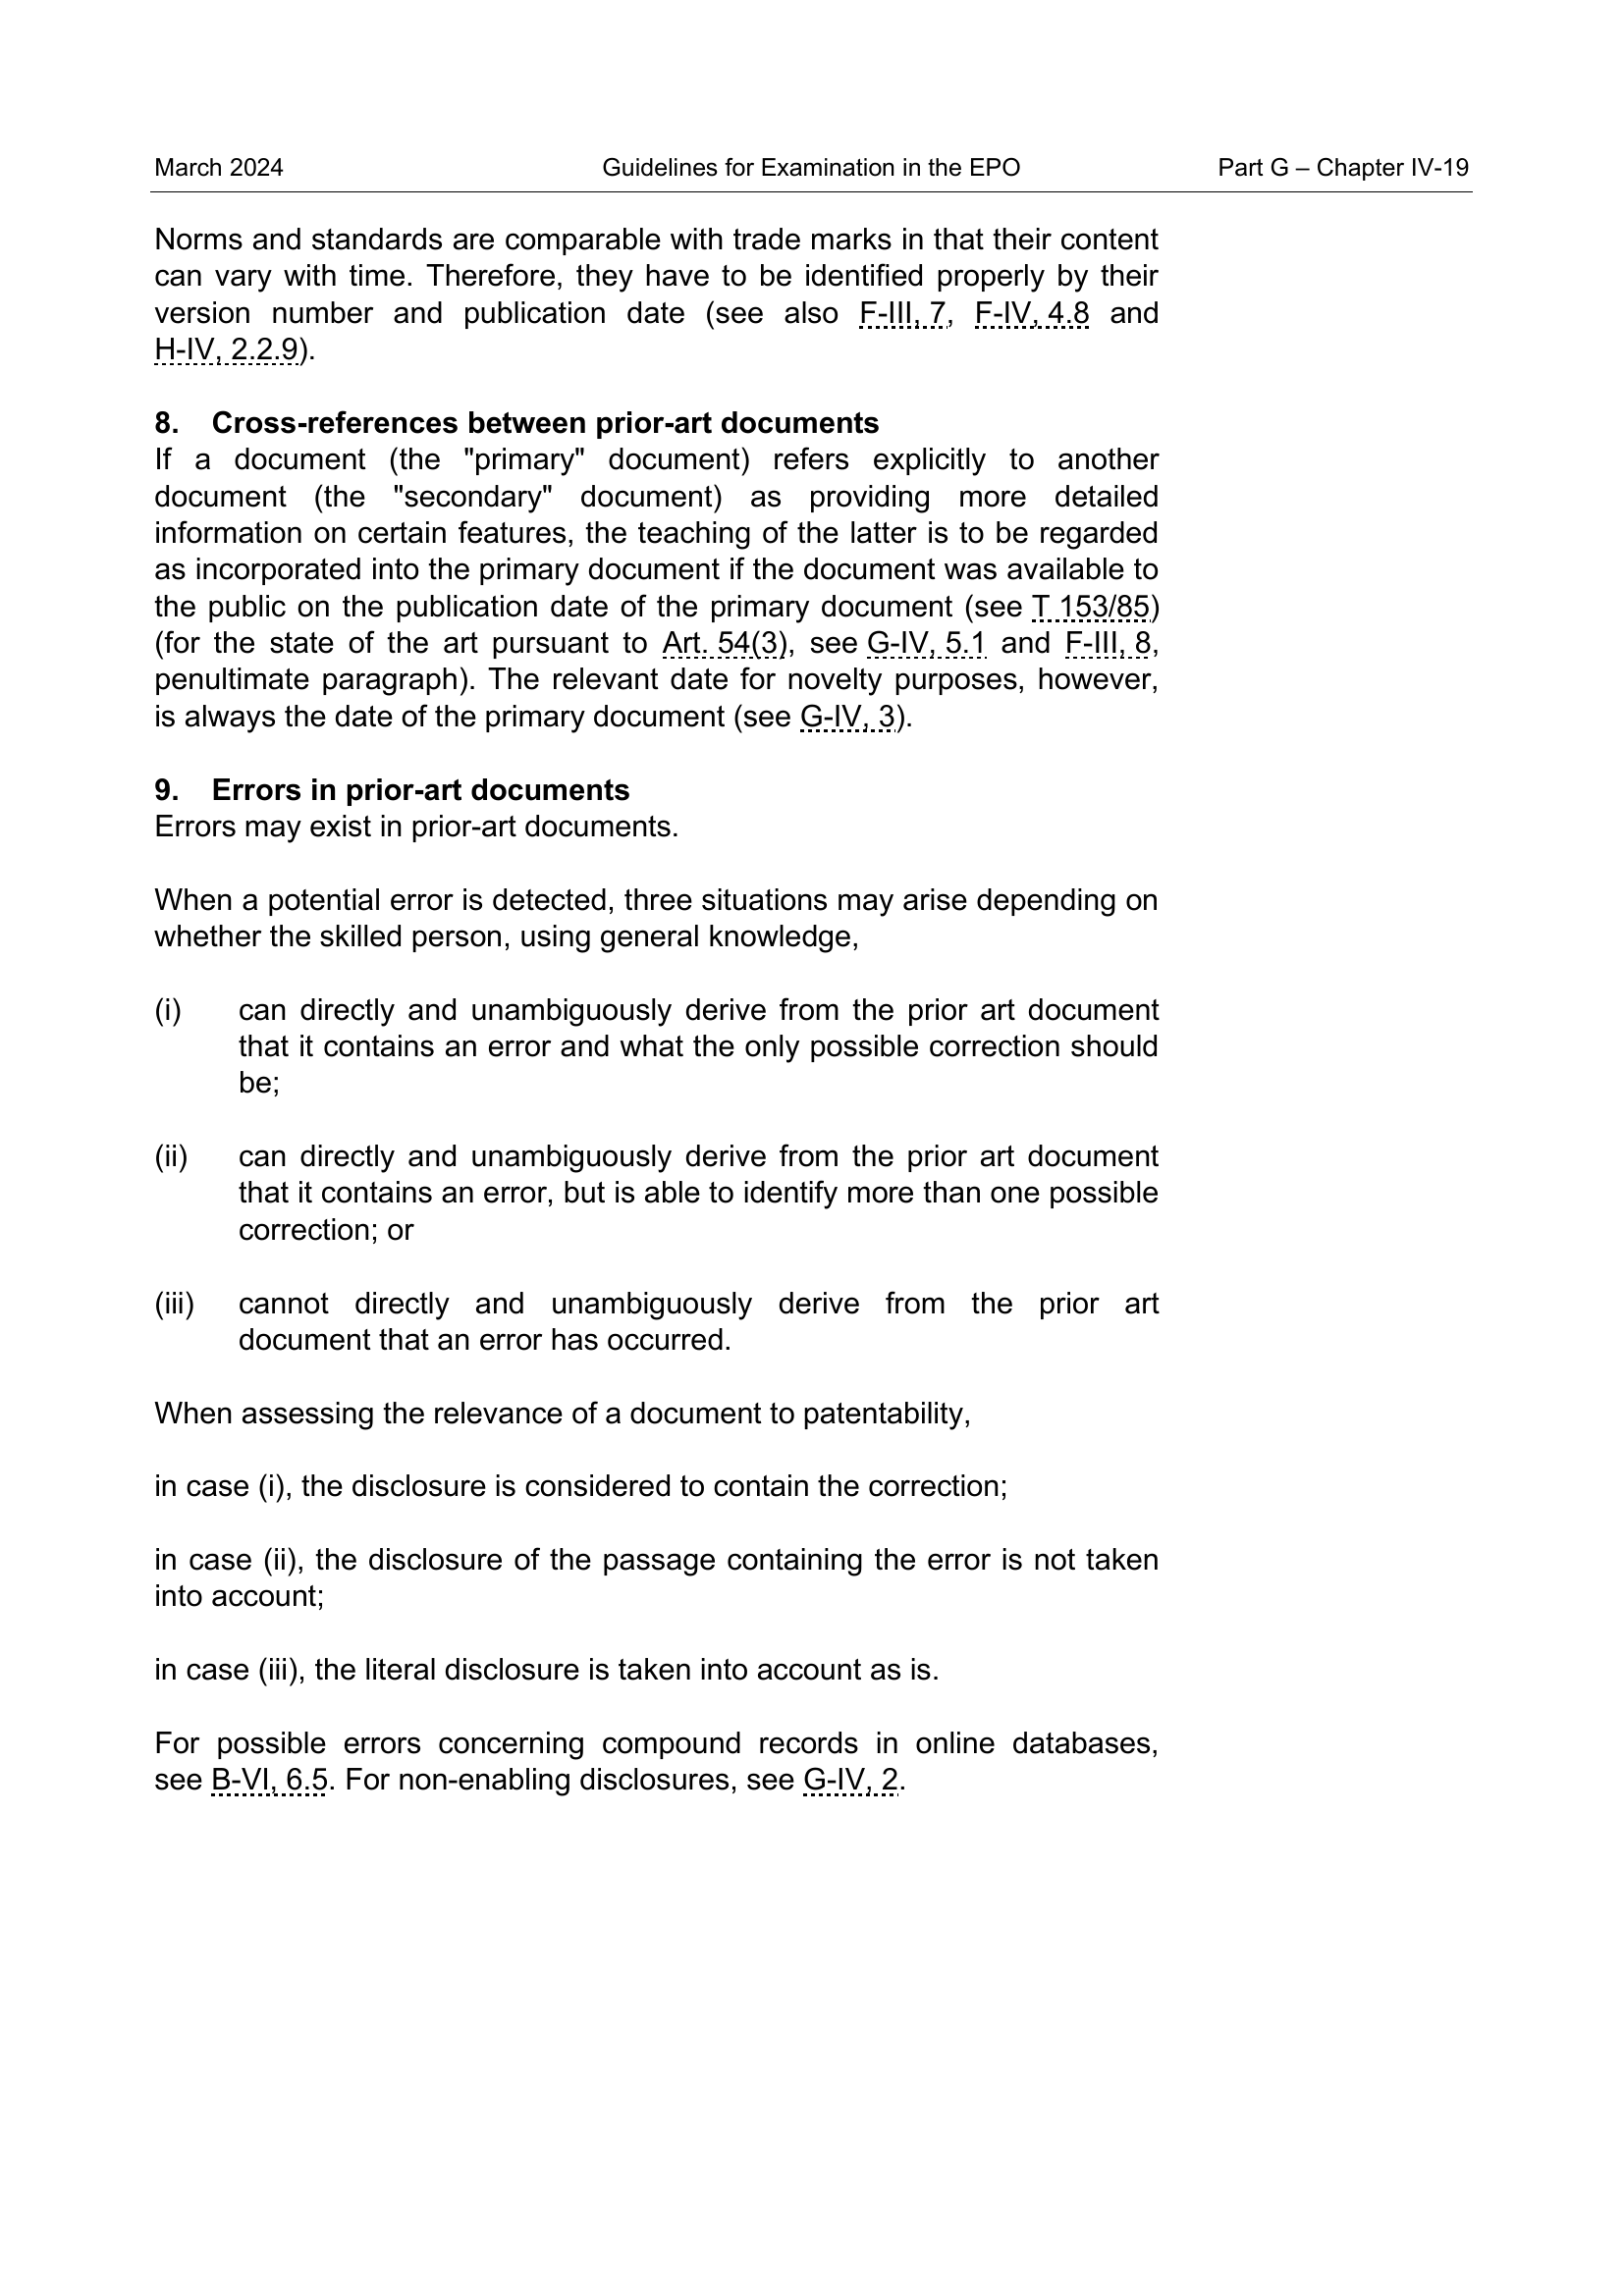 March 2024 Guidelines for Examination in the EPO Part G – Chapter IV-19
Norms and standards are comparable with trade marks in that their content
can vary with time. Therefore, they have to be identified properly by their
version number and publication date (see also F-III, 7, F-IV, 4.8 and
H-IV, 2.2.9).
8. Cross-references between prior-art documents
If a document (the "primary" document) refers explicitly to another
document (the "secondary" document) as providing more detailed
information on certain features, the teaching of the latter is to be regarded
as incorporated into the primary document if the document was available to
the public on the publication date of the primary document (see T 153/85)
(for the state of the art pursuant to Art. 54(3), see G-IV, 5.1 and F-III, 8,
penultimate paragraph). The relevant date for novelty purposes, however,
is always the date of the primary document (see G-IV, 3).
9. Errors in prior-art documents
Errors may exist in prior-art documents.
When a potential error is detected, three situations may arise depending on
whether the skilled person, using general knowledge,
(i) can directly and unambiguously derive from the prior art document
that it contains an error and what the only possible correction should
be;
(ii) can directly and unambiguously derive from the prior art document
that it contains an error, but is able to identify more than one possible
correction; or
(iii) cannot directly and unambiguously derive from the prior art
document that an error has occurred.
When assessing the relevance of a document to patentability,
in case (i), the disclosure is considered to contain the correction;
in case (ii), the disclosure of the passage containing the error is not taken
into account;
in case (iii), the literal disclosure is taken into account as is.
For possible errors concerning compound records in online databases,
see B-VI, 6.5. For non-enabling disclosures, see G-IV, 2.